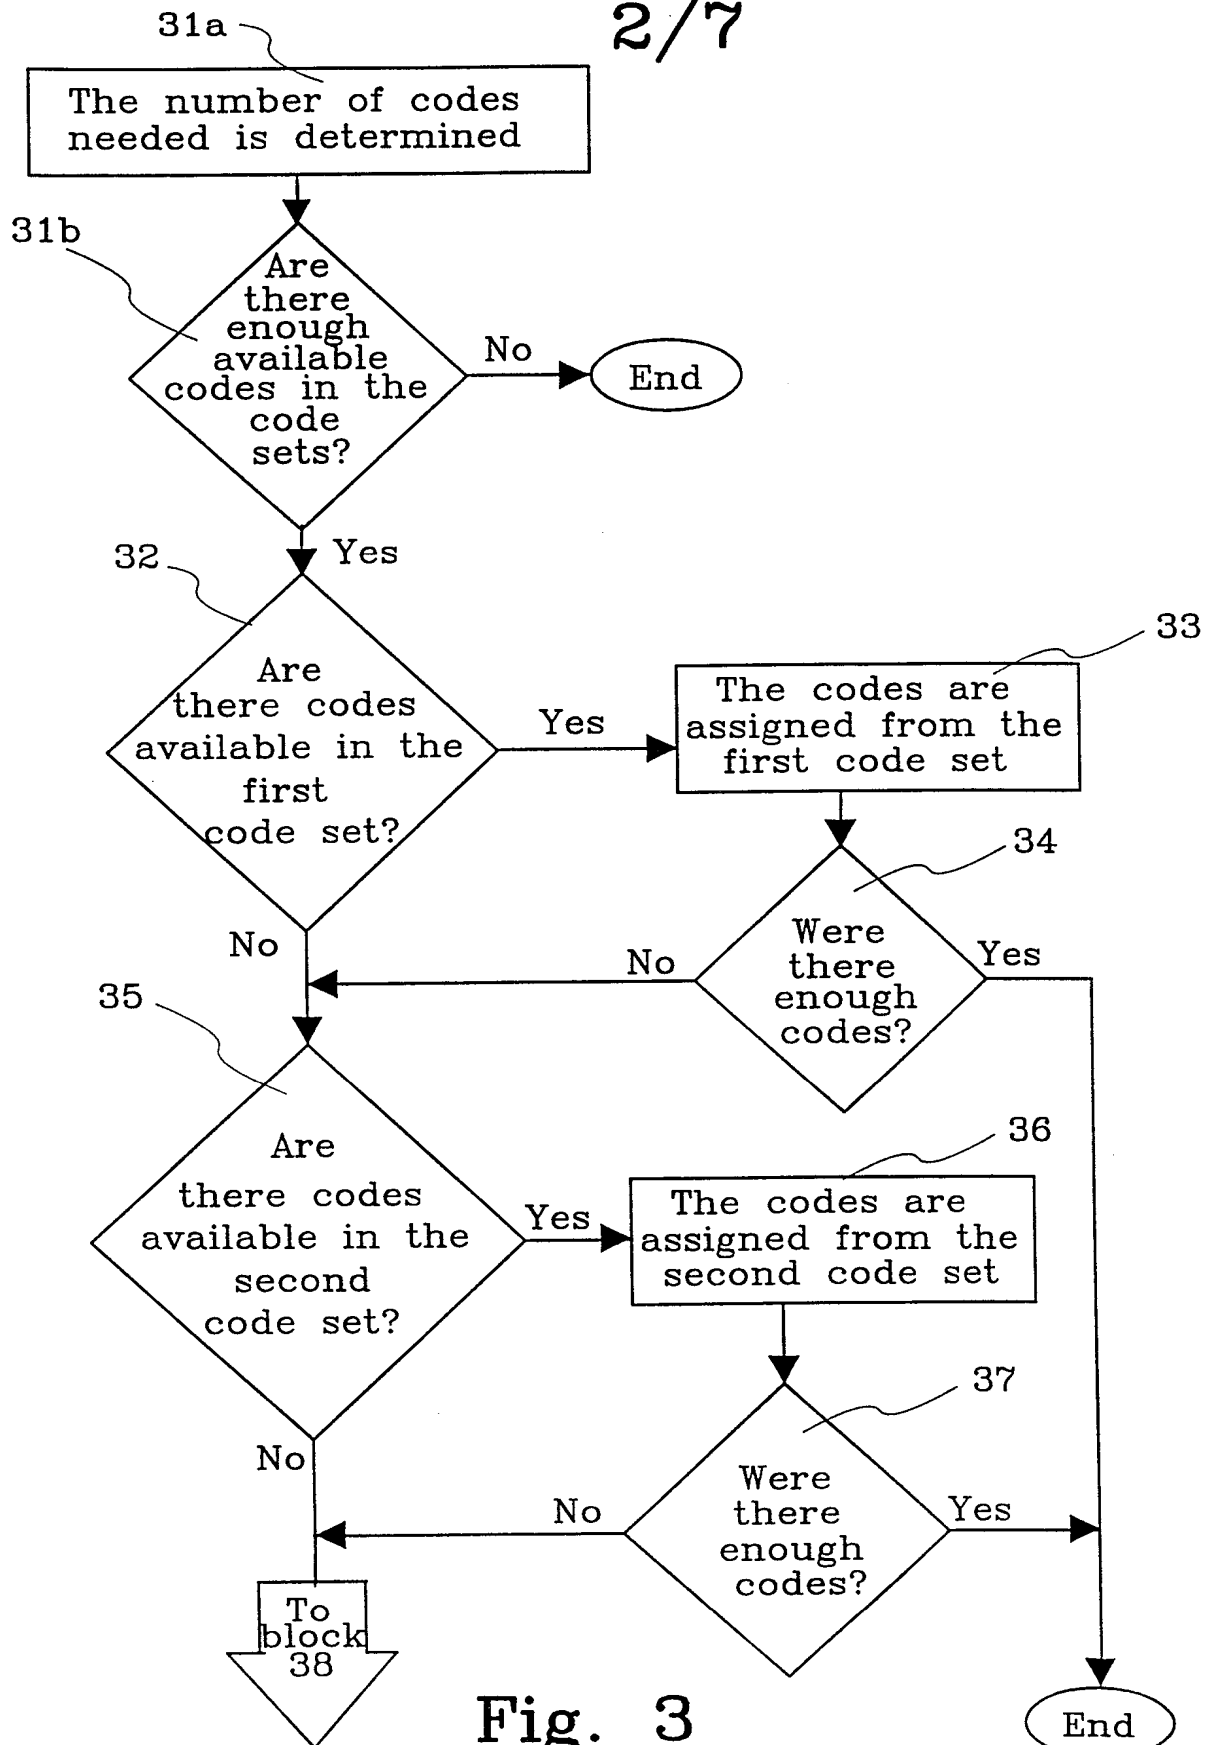 2/7
31a
The number of codes
needed is determined
31b
Are
there
enough
available
codes in the
code
sets?
No
End
Yes
32
Are
there codes
available in the
first
code set?
Yes
33
The codes are
assigned from the
first code set
34
Were
there
enough
codes?
No
No
Yes
35
Are
there codes
available in the
second
code set?
Yes
36
The codes are
assigned from the
second code set
37
Were
there
enough
codes?
No
No
Yes
To
block
38
End
Fig. 3